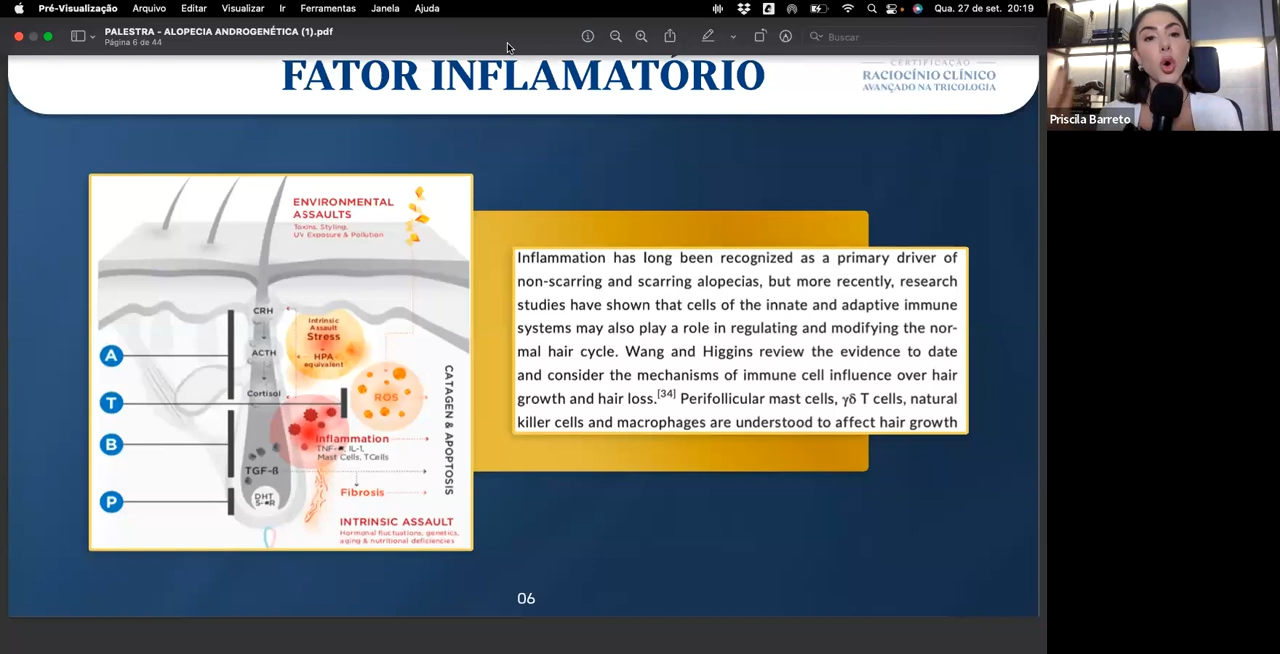 Pré-Visualização Arquivo Editar Visualizar Ir Ferramentas Janela Ajuda Qua. 27 de set. 20:19
PALESTRA - ALOPECIA ANDROGENÉTICA (1).pdf
Página 6 de 44
Buscar
FATOR INFLAMATÓRIO
CERTIFICAÇÃO
RACIOCÍNIO CLÍNICO
AVANÇADO NA TRICOLOGIA
Priscila Barreto
ENVIRONMENTAL
ASSAULTS
Toxins, Styling,
UV Exposure & Pollution
CRH
ACTH
Cortisol
Intrinsic
Assault
Stress
HPA
equivalent
ROS
A
T
B
P
Inflammation
TNF-α, IL-1,
Mast Cells, TCells
TGF-ß
Fibrosis
DHT
5-αR
CATAGEN & APOPTOSIS
INTRINSIC ASSAULT
Hormonal fluctuations, genetics,
aging & nutritional deficiencies
Inflammation has long been recognized as a primary driver of
non-scarring and scarring alopecias, but more recently, research
studies have shown that cells of the innate and adaptive immune
systems may also play a role in regulating and modifying the nor-
mal hair cycle. Wang and Higgins review the evidence to date
and consider the mechanisms of immune cell influence over hair
growth and hair loss.[34] Perifollicular mast cells, γδ T cells, natural
killer cells and macrophages are understood to affect hair growth
06